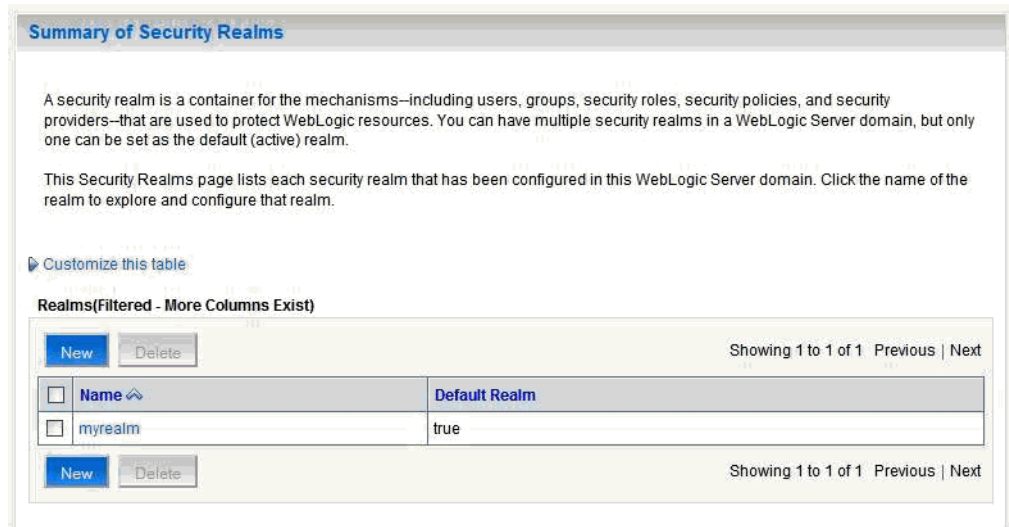 Summary of Security Realms
A security realm is a container for the mechanisms--including users, groups, security roles, security policies, and security
providers--that are used to protect WebLogic resources. You can have multiple security realms in a WebLogic Server domain, but only
one can be set as the default (active) realm.
This Security Realms page lists each security realm that has been configured in this WebLogic Server domain. Click the name of the
realm to explore and configure that realm.
Customize this table
Realms(Filtered - More Columns Exist)
New Delete Showing 1 to 1 of 1 Previous | Next
Name Default Realm
myrealm true
New Delete Showing 1 to 1 of 1 Previous | Next